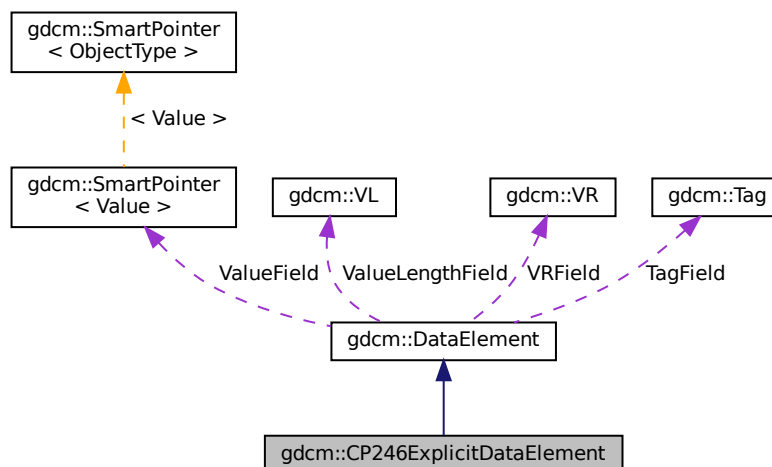 gdcm::SmartPointer
< ObjectType >
< Value >
gdcm::SmartPointer
< Value >
gdcm::VL
gdcm::VR
gdcm::Tag
ValueField
ValueLengthField
VRField
TagField
gdcm::DataElement
gdcm::CP246ExplicitDataElement